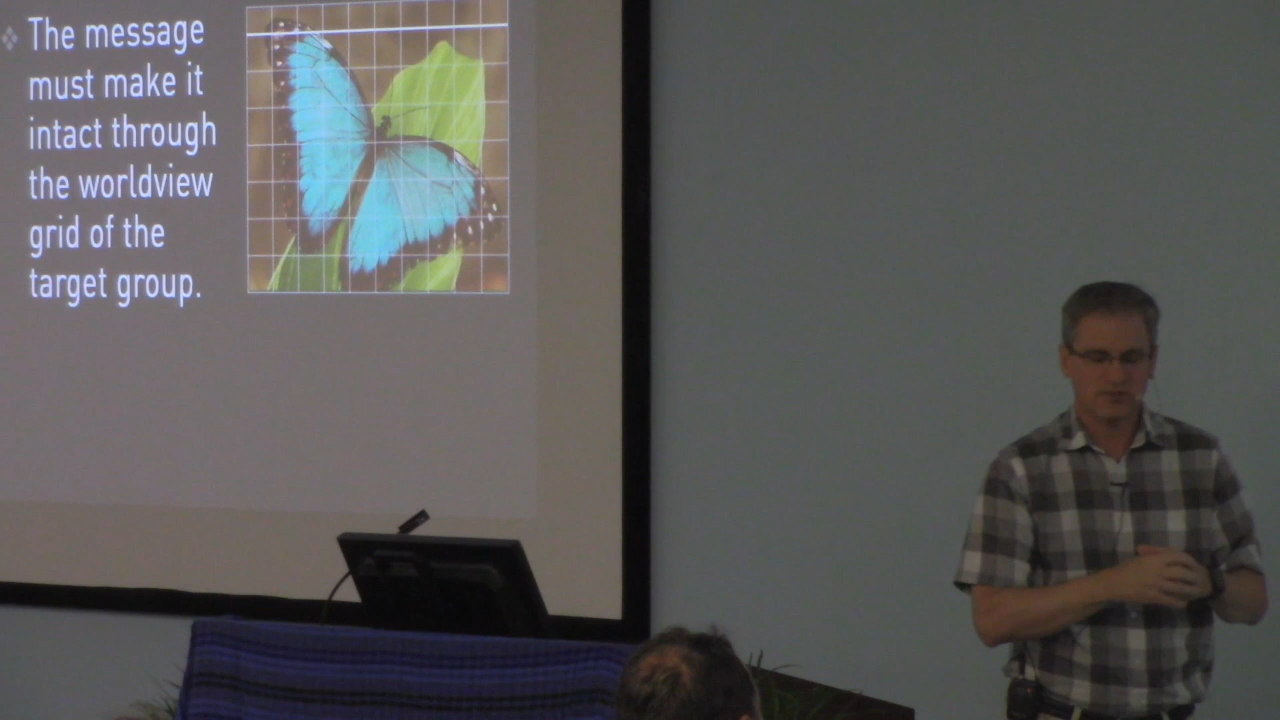 The message
must make it
intact through
the worldview
grid of the
target group.